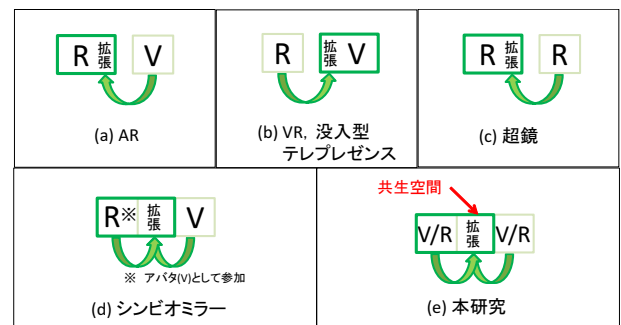 R 拡張 V
(a) AR
R 拡張 V
(b) VR, 没入型
テレプレゼンス
R 拡張 R
(c) 超鏡
R※ 拡張 V
※ アバタ(V)として参加
(d) シンビオミラー
共生空間
V/R 拡張 V/R
(e) 本研究